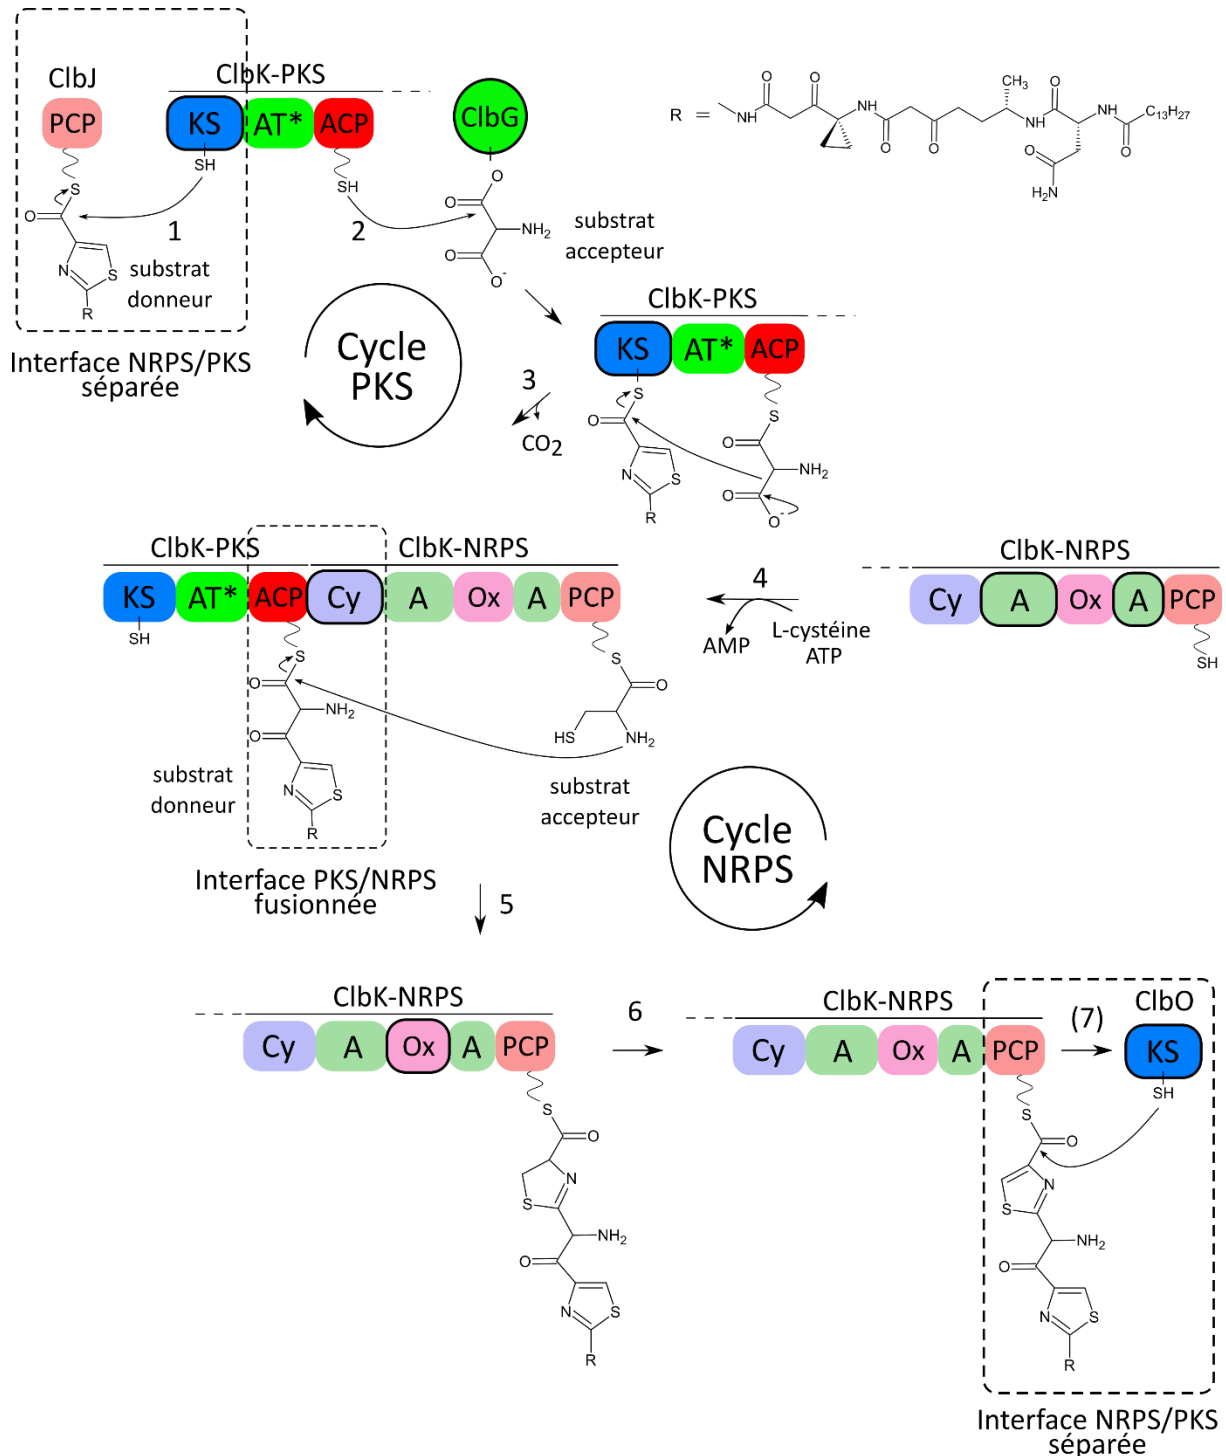 ClbJ
ClbK-PKS
PCP
KS
AT*
ACP
ClbG
R =
O
O
NH
NH
O
O
CH3
NH
O
NH
O
C13H27
H2N
O
SH
SH
S
O
1
2
O
O
NH2
O
O-
substrat
accepteur
N
S
R
substrat
donneur
Interface NRPS/PKS
séparée
Cycle
PKS
ClbK-PKS
KS
AT*
ACP
3
CO2
S
O
N
S
R
S
O
NH2
O
O-
ClbK-PKS
ClbK-NRPS
KS
AT*
ACP
Cy
A
Ox
A
PCP
SH
S
O
NH2
O
N
S
R
S
O
HS
NH2
substrat
donneur
substrat
accepteur
4
AMP
L-cystéine
ATP
ClbK-NRPS
Cy
A
Ox
A
PCP
SH
Interface PKS/NRPS
fusionnée
5
Cycle
NRPS
ClbK-NRPS
Cy
A
Ox
A
PCP
S
O
N
S
NH2
O
N
S
R
6
ClbK-NRPS
Cy
A
Ox
A
PCP
(7)
ClbO
KS
SH
S
O
N
S
NH2
O
N
S
R
Interface NRPS/PKS
séparée